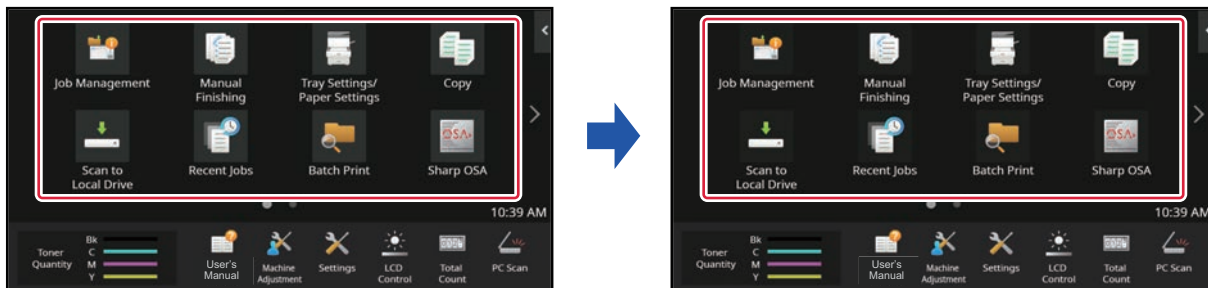 Job Management
Manual
Finishing
Tray Settings/
Paper Settings
Copy
Scan to
Local Drive
Recent Jobs
Batch Print
OSA
Sharp OSA
10:39 AM
Toner
Quantity
Bk
C
M
Y
User's
Manual
Machine
Adjustment
Settings
LCD
Control
Total
Count
PC Scan
Job Management
Manual
Finishing
Tray Settings/
Paper Settings
Copy
Scan to
Local Drive
Recent Jobs
Batch Print
OSA
Sharp OSA
10:39 AM
Toner
Quantity
Bk
C
M
Y
User's
Manual
Machine
Adjustment
Settings
LCD
Control
Total
Count
PC Scan